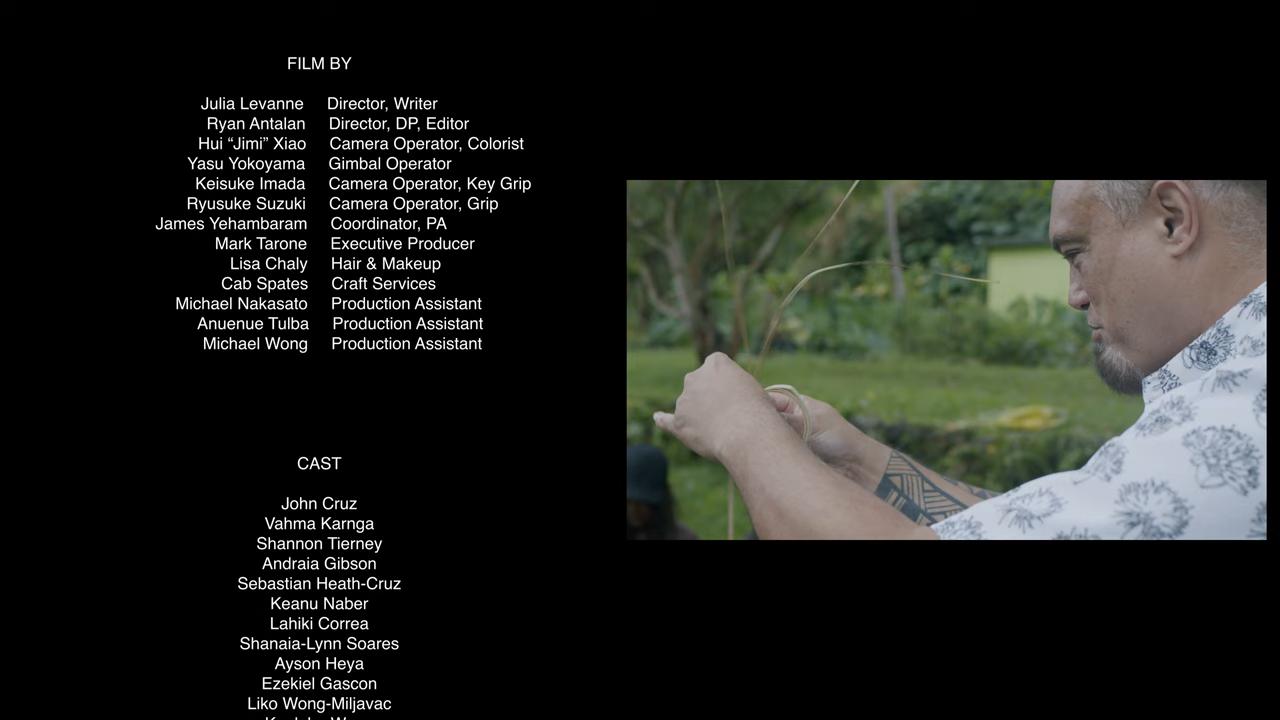 FILM BY
Julia Levanne Director, Writer
Ryan Antalan Director, DP, Editor
Hui “Jimi” Xiao Camera Operator, Colorist
Yasu Yokoyama Gimbal Operator
Keisuke Imada Camera Operator, Key Grip
Ryusuke Suzuki Camera Operator, Grip
James Yehambaram Coordinator, PA
Mark Tarone Executive Producer
Lisa Chaly Hair & Makeup
Cab Spates Craft Services
Michael Nakasato Production Assistant
Anuenue Tulba Production Assistant
Michael Wong Production Assistant
CAST
John Cruz
Vahma Karnga
Shannon Tierney
Andraia Gibson
Sebastian Heath-Cruz
Keanu Naber
Lahiki Correa
Shanaia-Lynn Soares
Ayson Heya
Ezekiel Gascon
Liko Wong-Miljavac